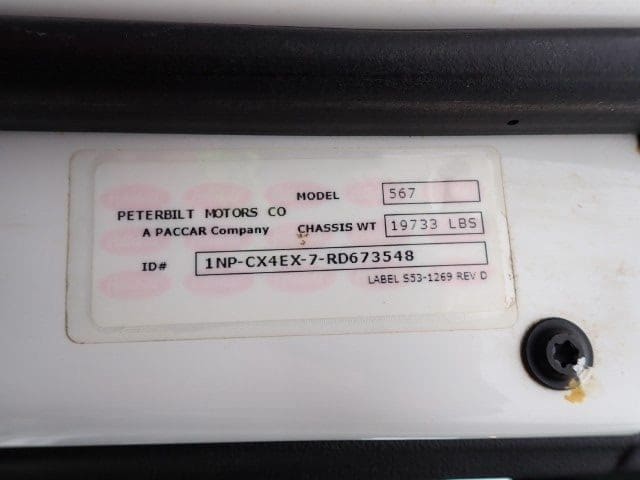 MODEL 567
PETERBILT MOTORS CO
A PACCAR Company CHASSIS WT 19733 LBS
ID# 1NP-CX4EX-7-RD673548
LABEL S53-1269 REV D